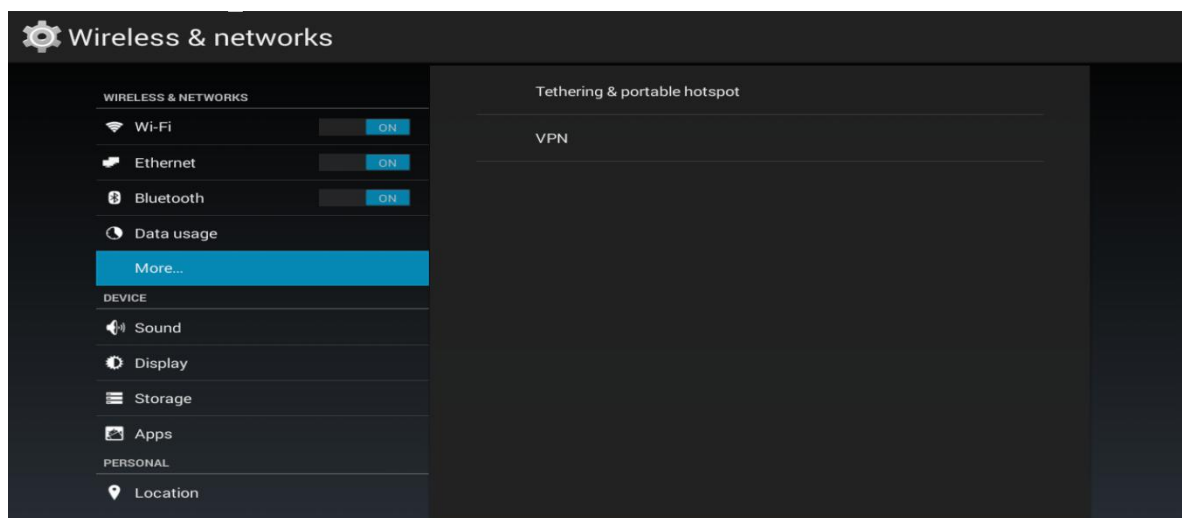 Wireless & networks
WIRELESS & NETWORKS
Wi-Fi ON
Ethernet ON
Bluetooth ON
Data usage
More...
DEVICE
Sound
Display
Storage
Apps
PERSONAL
Location
Tethering & portable hotspot
VPN